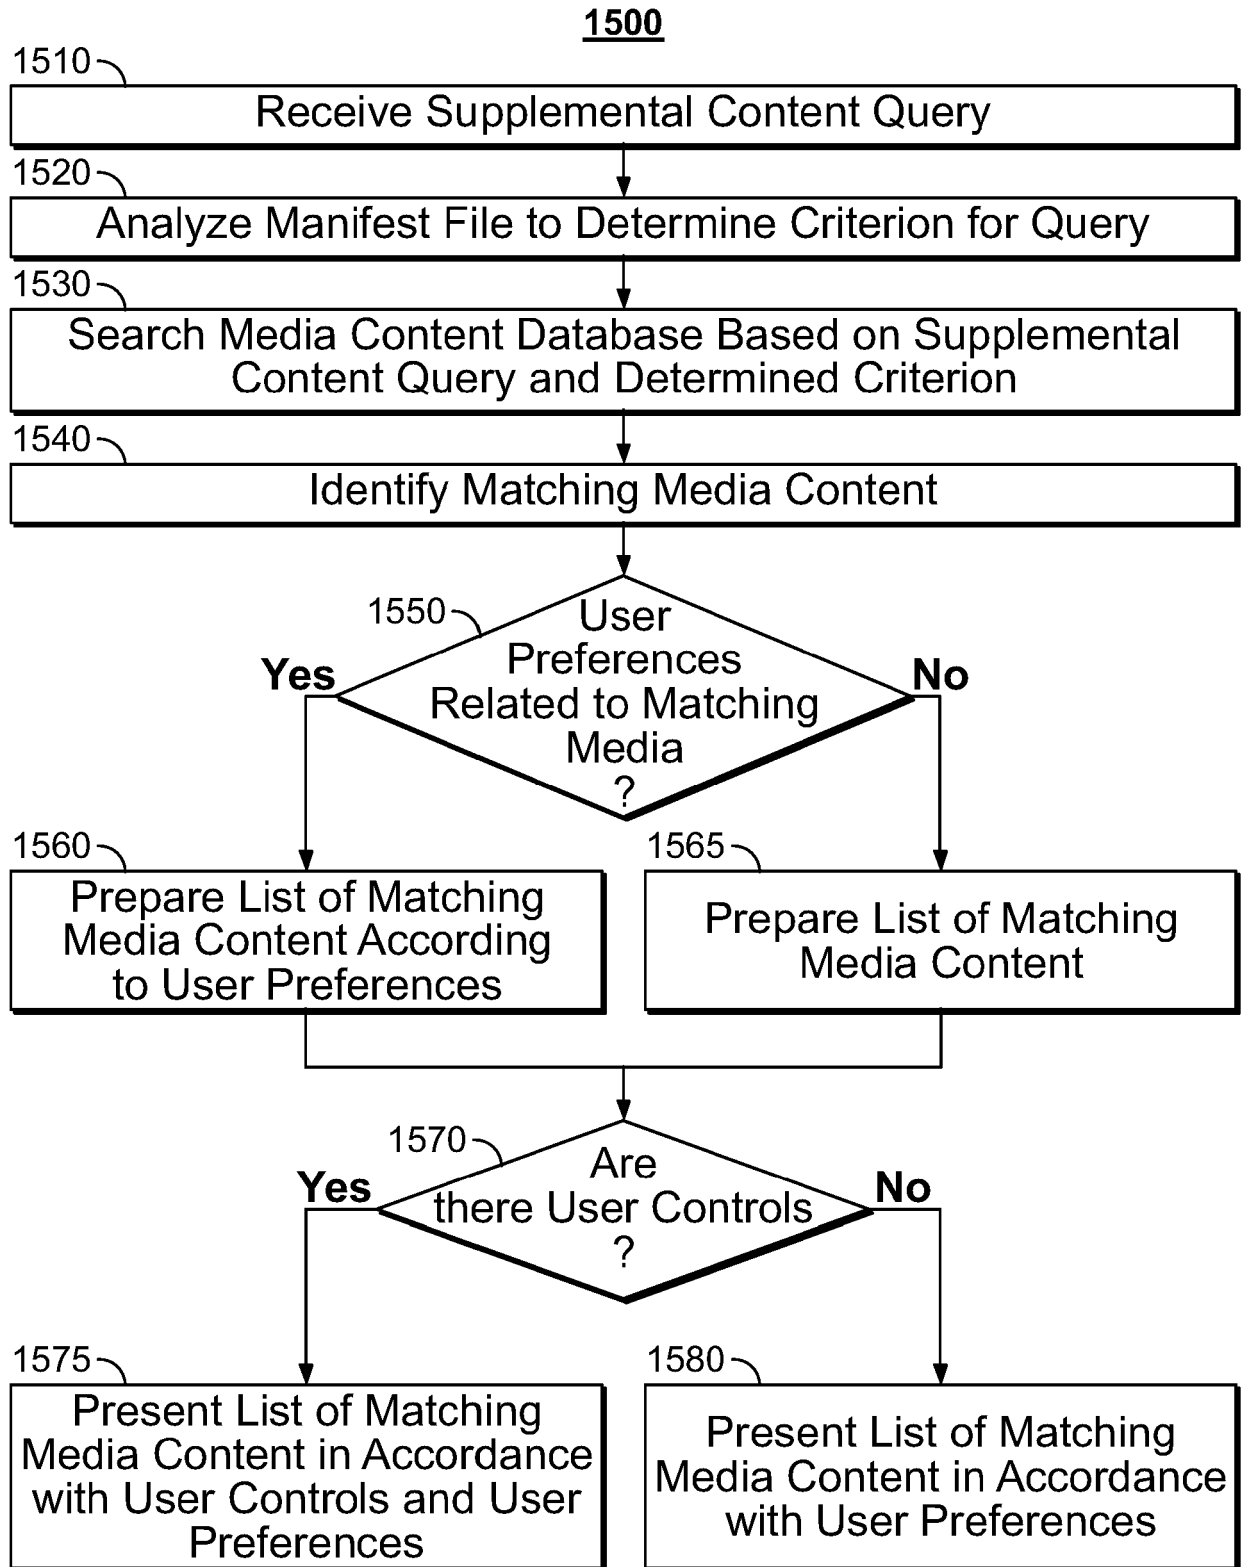 1500
1510
Receive Supplemental Content Query
1520
Analyze Manifest File to Determine Criterion for Query
1530
Search Media Content Database Based on Supplemental
Content Query and Determined Criterion
1540
Identify Matching Media Content
1550
User
Preferences
Related to Matching
Media
?
Yes
No
1560
Prepare List of Matching
Media Content According
to User Preferences
1565
Prepare List of Matching
Media Content
1570
Are
there User Controls
?
Yes
No
1575
Present List of Matching
Media Content in Accordance
with User Controls and User
Preferences
1580
Present List of Matching
Media Content in Accordance
with User Preferences